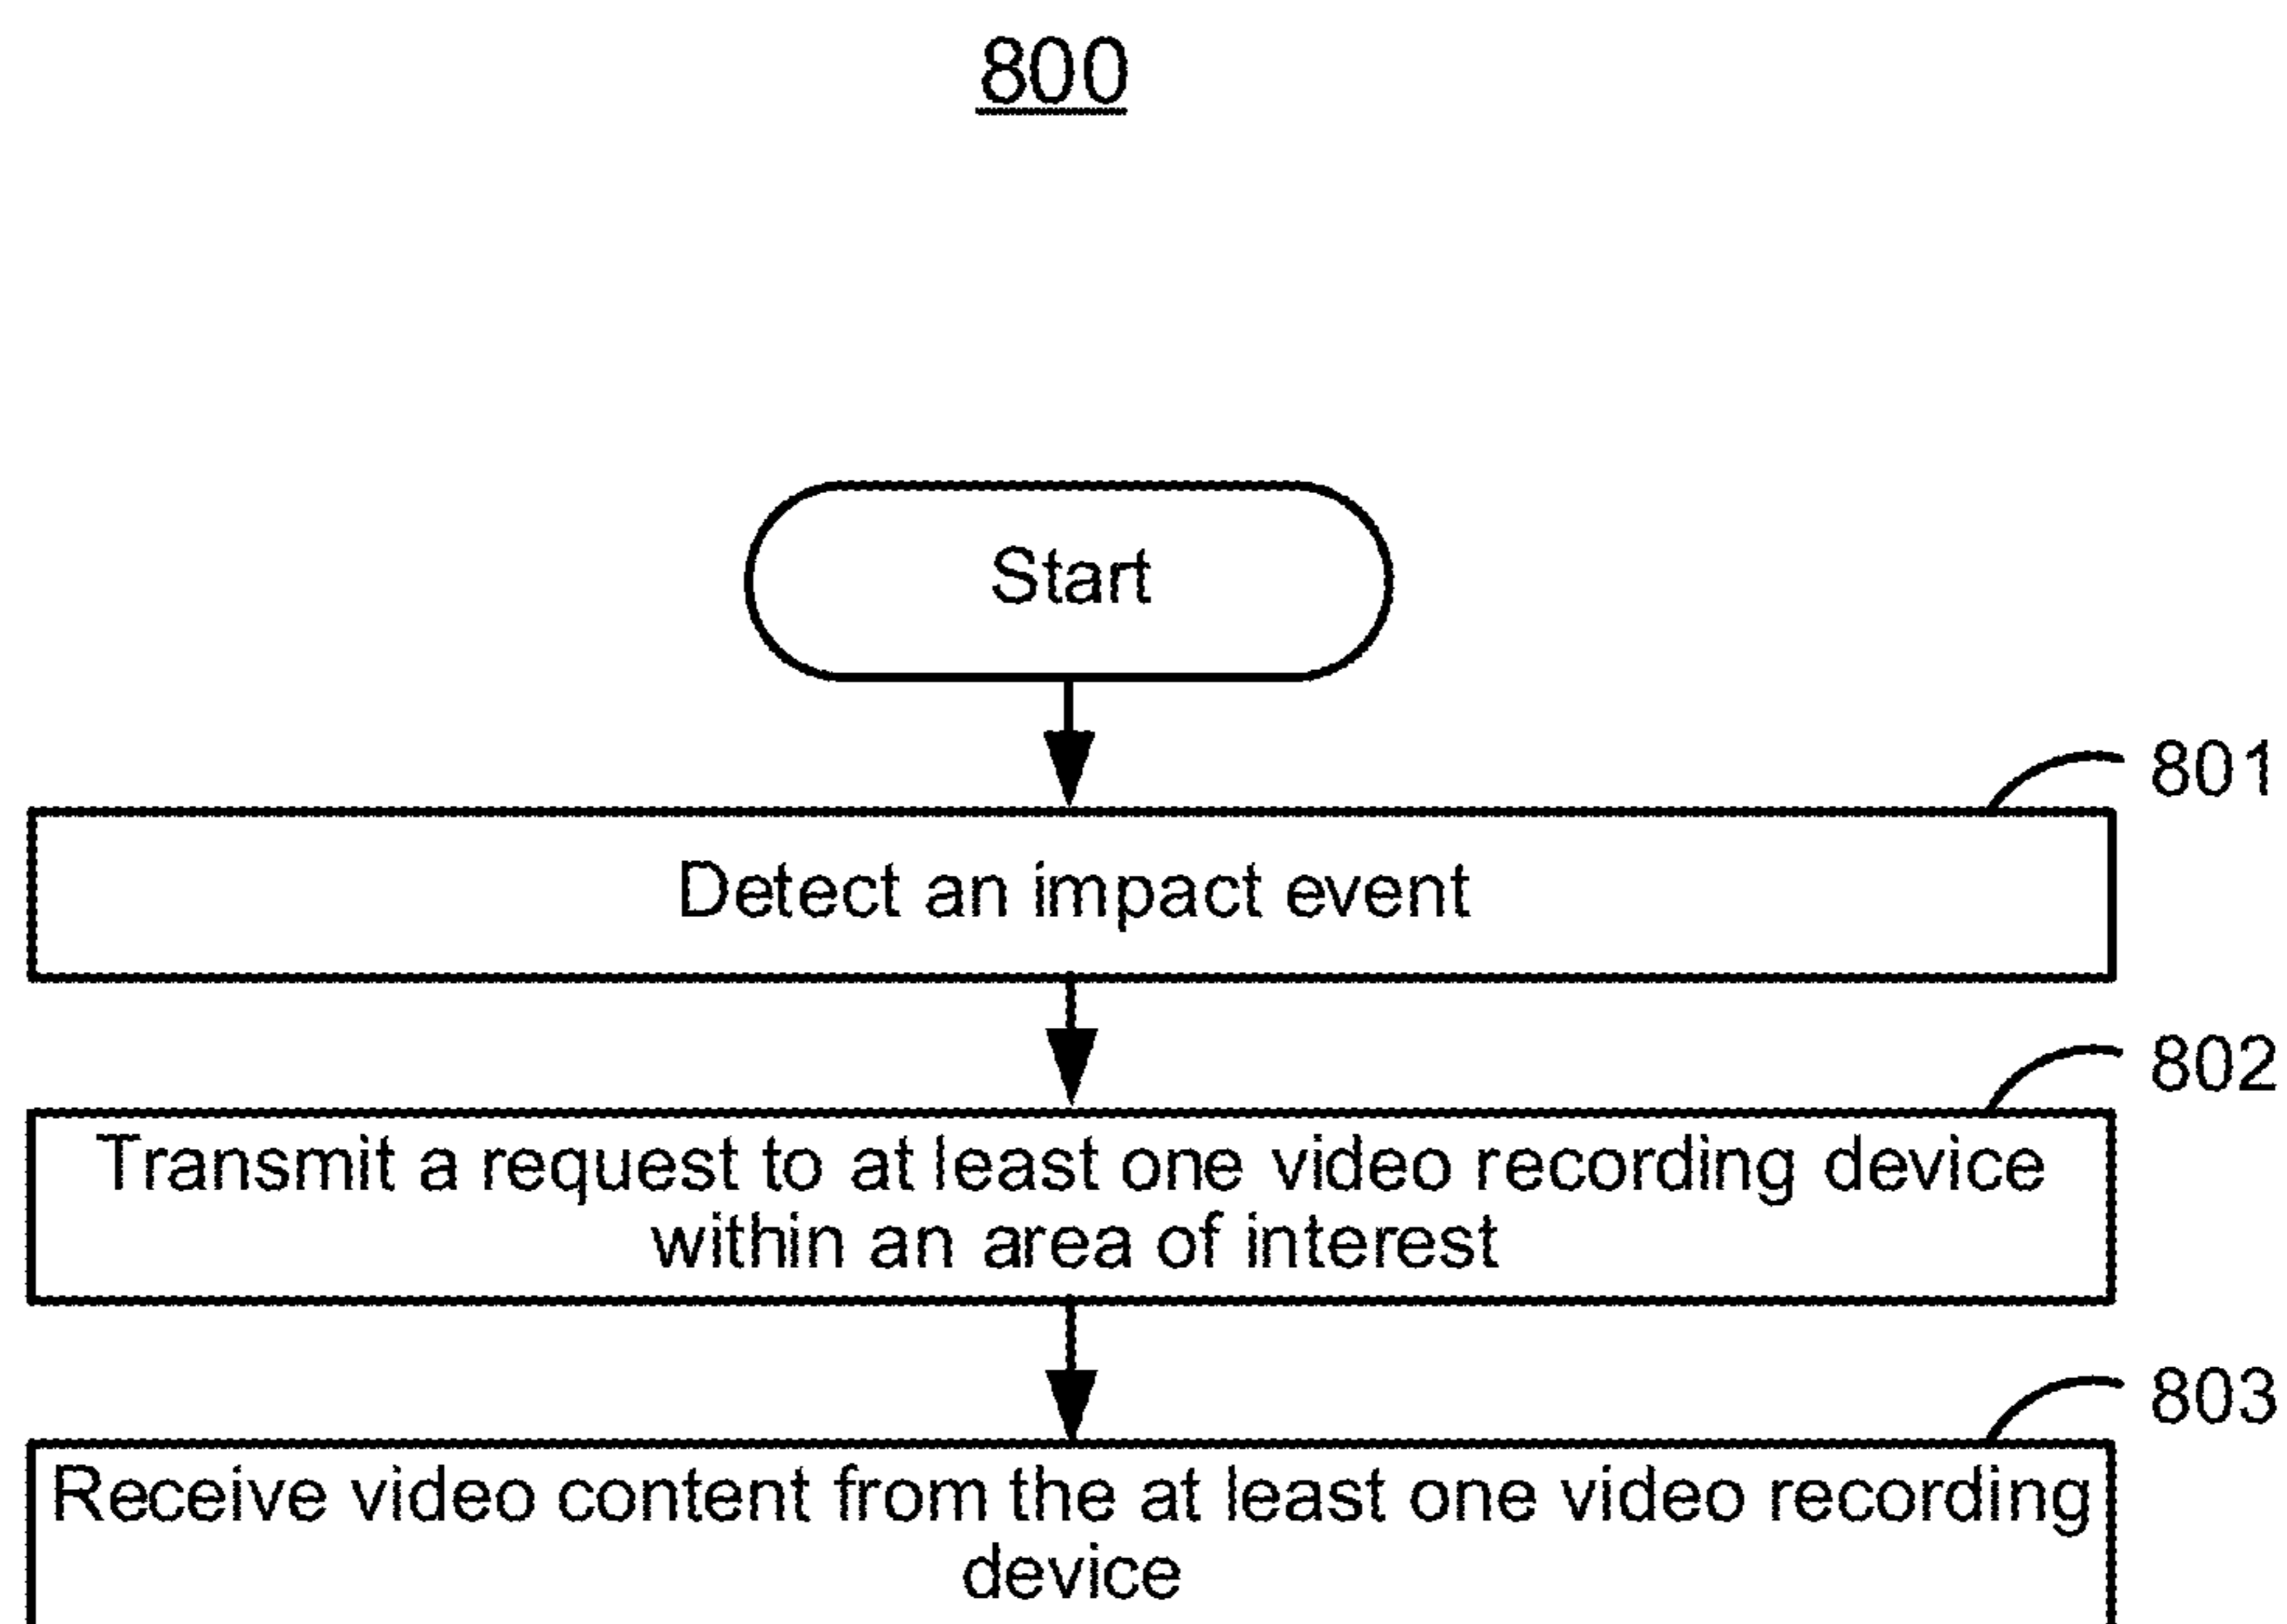 800
Start
801
Detect an impact event
802
Transmit a request to at least one video recording device
within an area of interest
803
Receive video content from the at least one video recording
device